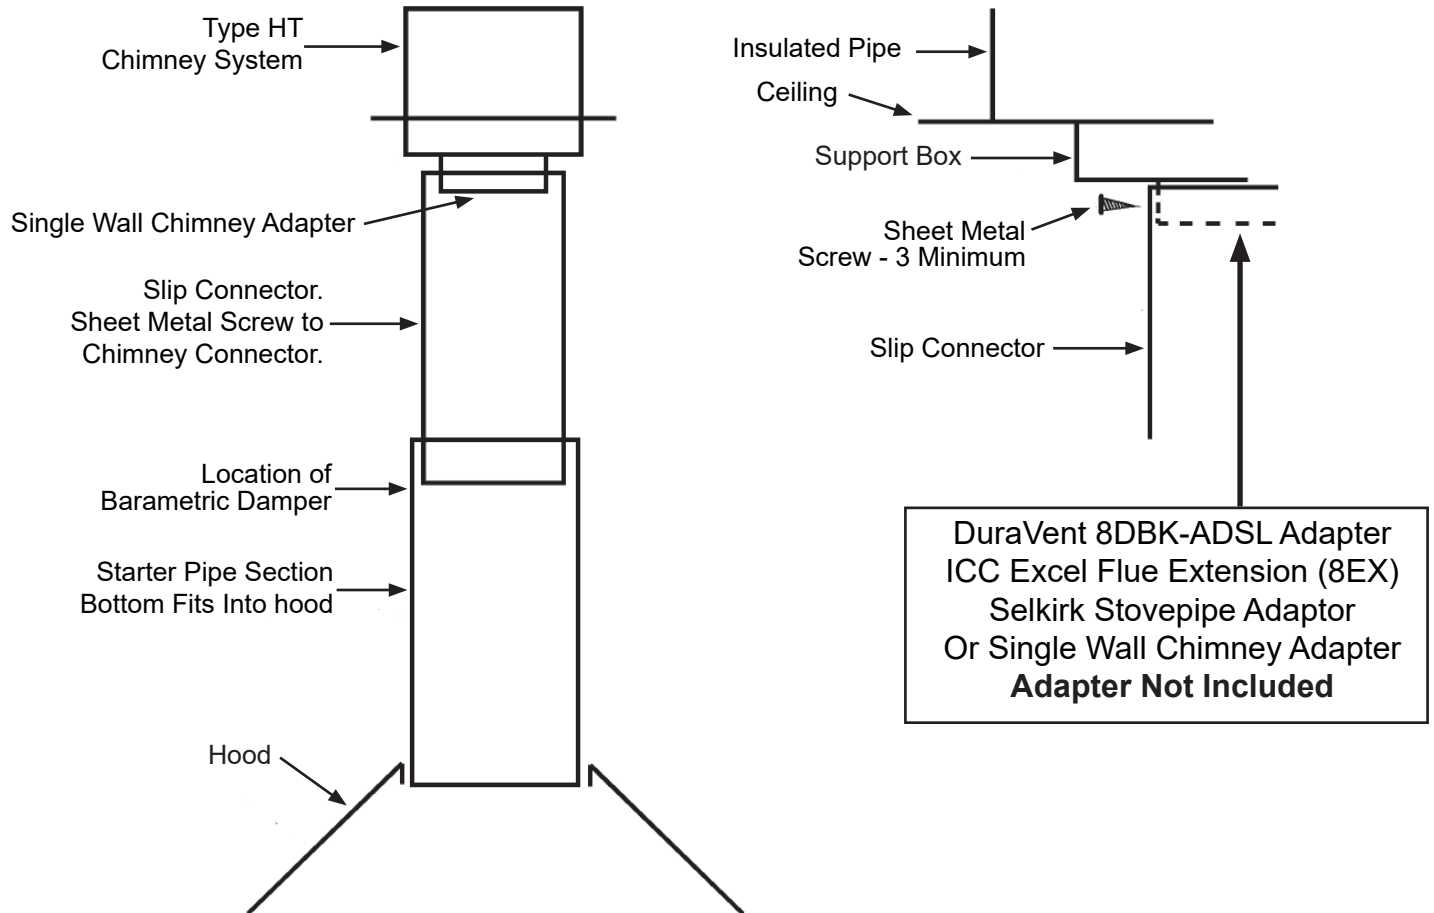 Type HT
Chimney System
Single Wall Chimney Adapter
Slip Connector.
Sheet Metal Screw to
Chimney Connector.
Location of
Barametric Damper
Starter Pipe Section
Bottom Fits Into hood
Hood
Insulated Pipe
Ceiling
Support Box
Sheet Metal
Screw - 3 Minimum
Slip Connector
DuraVent 8DBK-ADSL Adapter
ICC Excel Flue Extension (8EX)
Selkirk Stovepipe Adaptor
Or Single Wall Chimney Adapter
Adapter Not Included